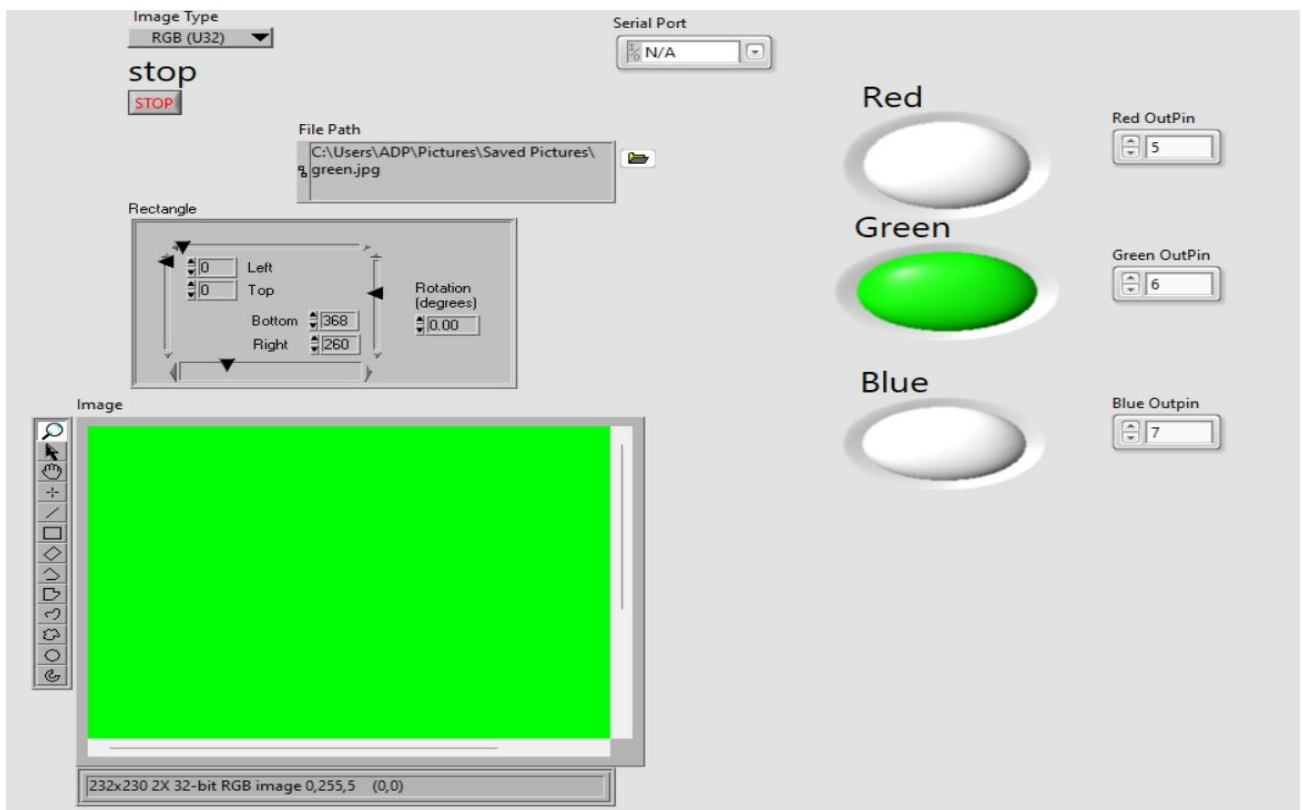 Image Type
RGB (U32)
stop
STOP
Serial Port
I/O N/A
File Path
C:\Users\ADP\Pictures\Saved Pictures\
green.jpg
Rectangle
0 Left
0 Top
Bottom 368
Right 260
Rotation
(degrees)
0.00
Image
232x230 2X 32-bit RGB image 0,255,5 (0,0)
Red
Red OutPin
5
Green
Green OutPin
6
Blue
Blue Outpin
7